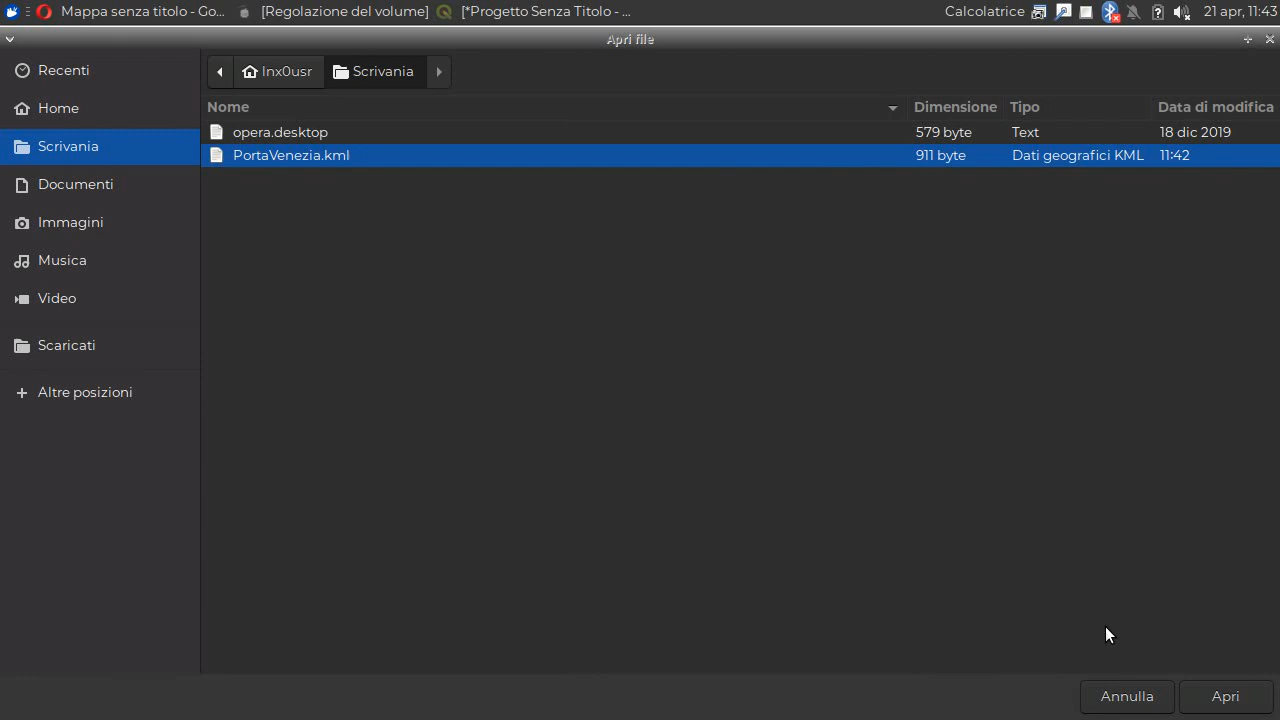 Mappa senza titolo - Go... [Regolazione del volume] [*Progetto Senza Titolo - ... Calcolatrice 21 apr, 11:43
Apri file
Recenti
Home
Scrivania
Documenti
Immagini
Musica
Video
Scaricati
Altre posizioni
lnx0usr Scrivania
Nome Dimensione Tipo Data di modifica
opera.desktop 579 byte Text 18 dic 2019
PortaVenezia.kml 911 byte Dati geografici KML 11:42
Annulla Apri